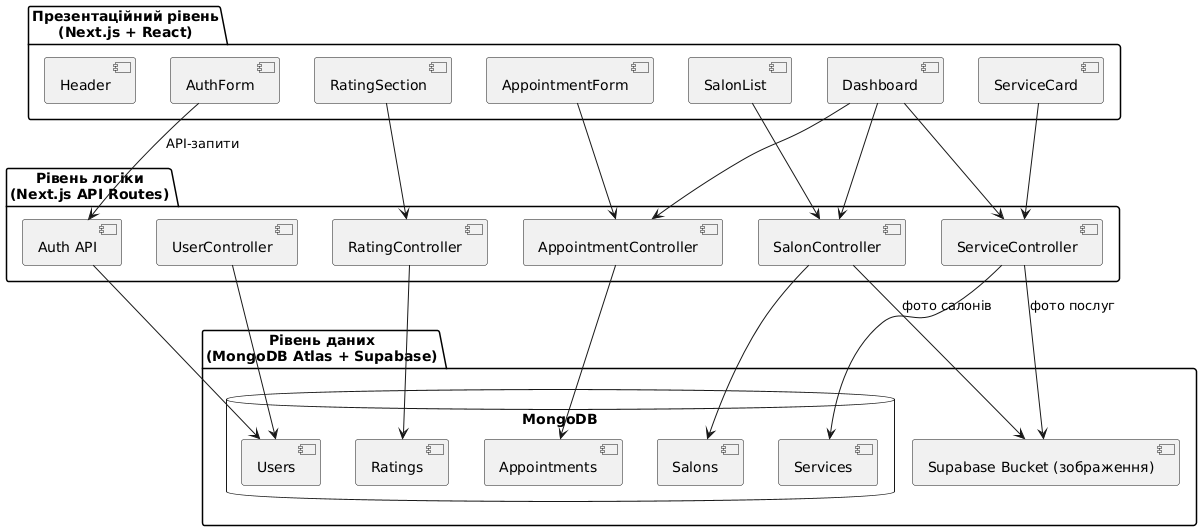 Презентаційний рівень
(Next.js + React)
Header
AuthForm
RatingSection
AppointmentForm
SalonList
Dashboard
ServiceCard
API-запити
Рівень логіки
(Next.js API Routes)
Auth API
UserController
RatingController
AppointmentController
SalonController
ServiceController
фото салонів
фото послуг
Рівень даних
(MongoDB Atlas + Supabase)
MongoDB
Users
Ratings
Appointments
Salons
Services
Supabase Bucket (зображення)